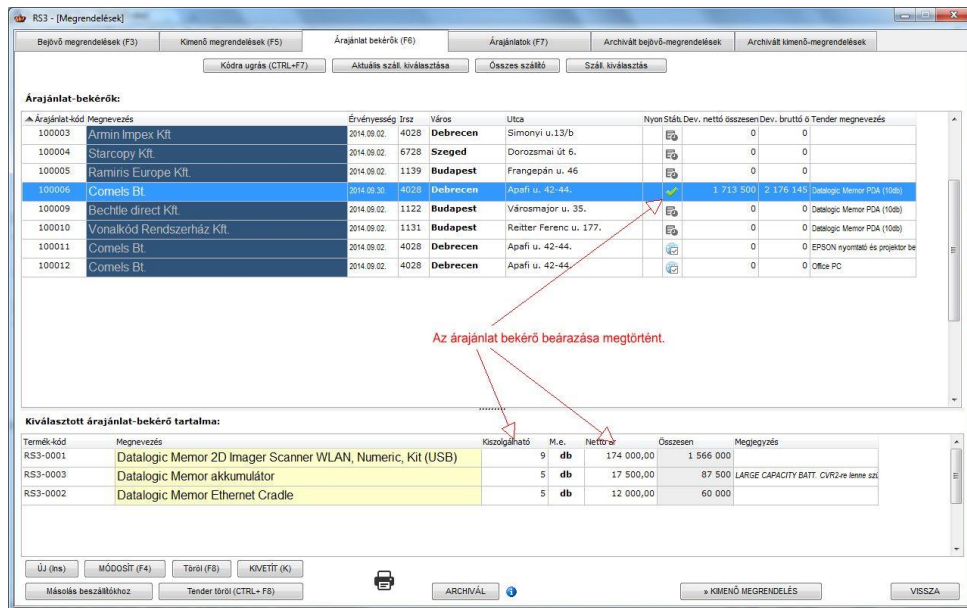 RS3 - [Megrendelések]
Bejövő megrendelések (F3) Kimenő megrendelések (F5) Árajánlat bekérők (F6) Árajánlatok (F7) Archivált bejövő-megrendelések Archivált kimenő-megrendelések
Kódra ugrás (CTRL+F7) Aktuális száll. kiválasztása Összes szállító Száll. kiválasztás
Árajánlat-bekérők:
Árajánlat-kód Megnevezés Érvényesség Irsz Város Utca Nyom Státu Dev. nettó összesen Dev. bruttó ö Tender megnevezés
100003 Armin Impex Kft 2014.09.02. 4028 Debrecen Simonyi u.13/b 0 0
100004 Starcopy Kft. 2014.09.02. 6728 Szeged Dorozsmai út 6. 0 0
100005 Ramiris Europe Kft. 2014.09.02. 1139 Budapest Frangepán u. 46 0 0
100006 Comels Bt. 2014.09.30. 4028 Debrecen Apafi u. 42-44. 1 713 500 2 176 145 Datalogic Memor PDA (10db)
100009 Bechtle direct Kft. 2014.09.02. 1122 Budapest Városmajor u. 35. 0 0 Datalogic Memor PDA (10db)
100010 Vonalkód Rendszerház Kft. 2014.09.02. 1131 Budapest Reitter Ferenc u. 177. 0 0 Datalogic Memor PDA (10db)
100011 Comels Bt. 2014.09.02. 4028 Debrecen Apafi u. 42-44. 0 0 EPSON nyomtató és projektor be
100012 Comels Bt. 2014.09.02. 4028 Debrecen Apafi u. 42-44. 0 0 Office PC
Az árajánlat bekérő beárazása megtörtént.
Kiválasztott árajánlat-bekérő tartalma:
Termék-kód Megnevezés Kiszolgálható M.e. Nettó ár Összesen Megjegyzés
RS3-0001 Datalogic Memor 2D Imager Scanner WLAN, Numeric, Kit (USB) 9 db 174 000,00 1 566 000
RS3-0003 Datalogic Memor akkumulátor 5 db 17 500,00 87 500 LARGE CAPACITY BATT. CVR2-re lenne szü
RS3-0002 Datalogic Memor Ethernet Cradle 5 db 12 000,00 60 000
ÚJ (Ins) MÓDOSÍT (F4) Töröl (F8) KIVETÍT (K)
Másolás beszállítókhoz Tender töröl (CTRL+ F8) ARCHIVÁL » KIMENŐ MEGRENDELÉS VISSZA